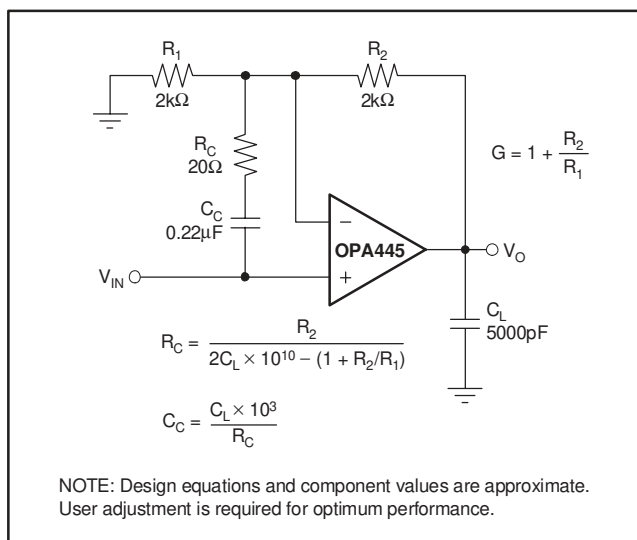 R1
2kΩ
R2
2kΩ
RC
20Ω
CC
0.22µF
G = 1 + R2/R1
–
OPA445
+
VIN
VO
CL
5000pF
RC = R2 / 2CL × 10^10 – (1 + R2/R1)
CC = CL × 10^3 / RC
NOTE: Design equations and component values are approximate.
User adjustment is required for optimum performance.